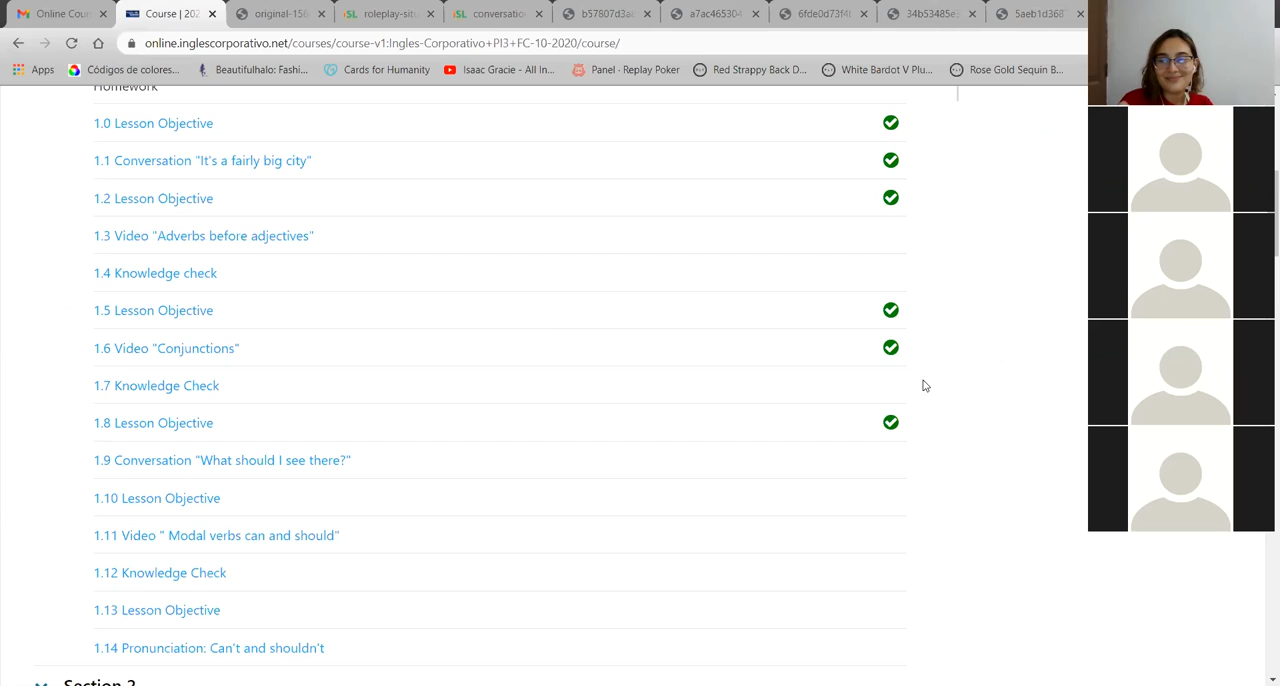 Online Cour
Course | 202
original-156
roleplay-situ
conversatio
b57807d3a
a7ac465304
6fde0d73f4
34b53485e
5aeb1d368
online.inglescorporativo.net/courses/course-v1:Ingles-Corporativo+PI3+FC-10-2020/course/
Apps
Códigos de colores...
Beautifulhalo: Fashi...
Cards for Humanity
Isaac Gracie - All In...
Panel · Replay Poker
Red Strappy Back D...
White Bardot V Plu...
Rose Gold Sequin B...
Homework
1.0 Lesson Objective
1.1 Conversation "It's a fairly big city"
1.2 Lesson Objective
1.3 Video "Adverbs before adjectives"
1.4 Knowledge check
1.5 Lesson Objective
1.6 Video "Conjunctions"
1.7 Knowledge Check
1.8 Lesson Objective
1.9 Conversation "What should I see there?"
1.10 Lesson Objective
1.11 Video " Modal verbs can and should"
1.12 Knowledge Check
1.13 Lesson Objective
1.14 Pronunciation: Can't and shouldn't
Section 2